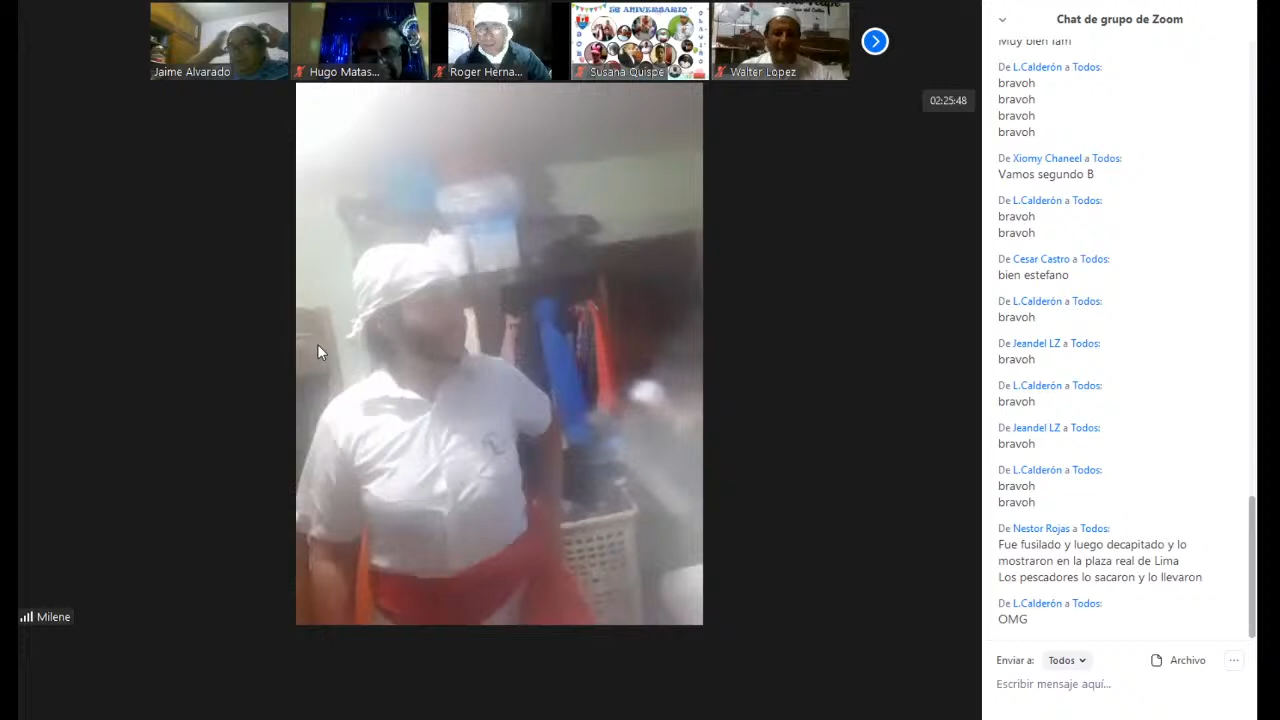 Jaime Alvarado
Hugo Matas...
Roger Herna...
50 ANIVERSARIO
Susana Quispe
Walter López
02:25:48
Milene
Chat de grupo de Zoom
Muy bien fam
De L.Calderón a Todos:
bravoh
bravoh
bravoh
bravoh
De Xiomy Chaneel a Todos:
Vamos segundo B
De L.Calderón a Todos:
bravoh
bravoh
De Cesar Castro a Todos:
bien estefano
De L.Calderón a Todos:
bravoh
De Jeandel LZ a Todos:
bravoh
De L.Calderón a Todos:
bravoh
De Jeandel LZ a Todos:
bravoh
De L.Calderón a Todos:
bravoh
bravoh
De Nestor Rojas a Todos:
Fue fusilado y luego decapitado y lo
mostraron en la plaza real de Lima
Los pescadores lo sacaron y lo llevaron
De L.Calderón a Todos:
OMG
Enviar a: Todos
Archivo
Escribir mensaje aquí...